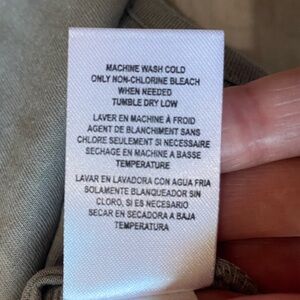 MACHINE WASH COLD
ONLY NON-CHLORINE BLEACH
WHEN NEEDED
TUMBLE DRY LOW
LAVER EN MACHINE À FROID
AGENT DE BLANCHIMENT SANS
CHLORE SEULEMENT SI NECESSAIRE
SECHAGE EN MACHINE A BASSE
TEMPERATURE
LAVAR EN LAVADORA CON AGUA FRIA
SOLAMENTE BLANQUEADOR SIN
CLORO, SI ES NECESARIO
SECAR EN SECADORA A BAJA
TEMPERATURA